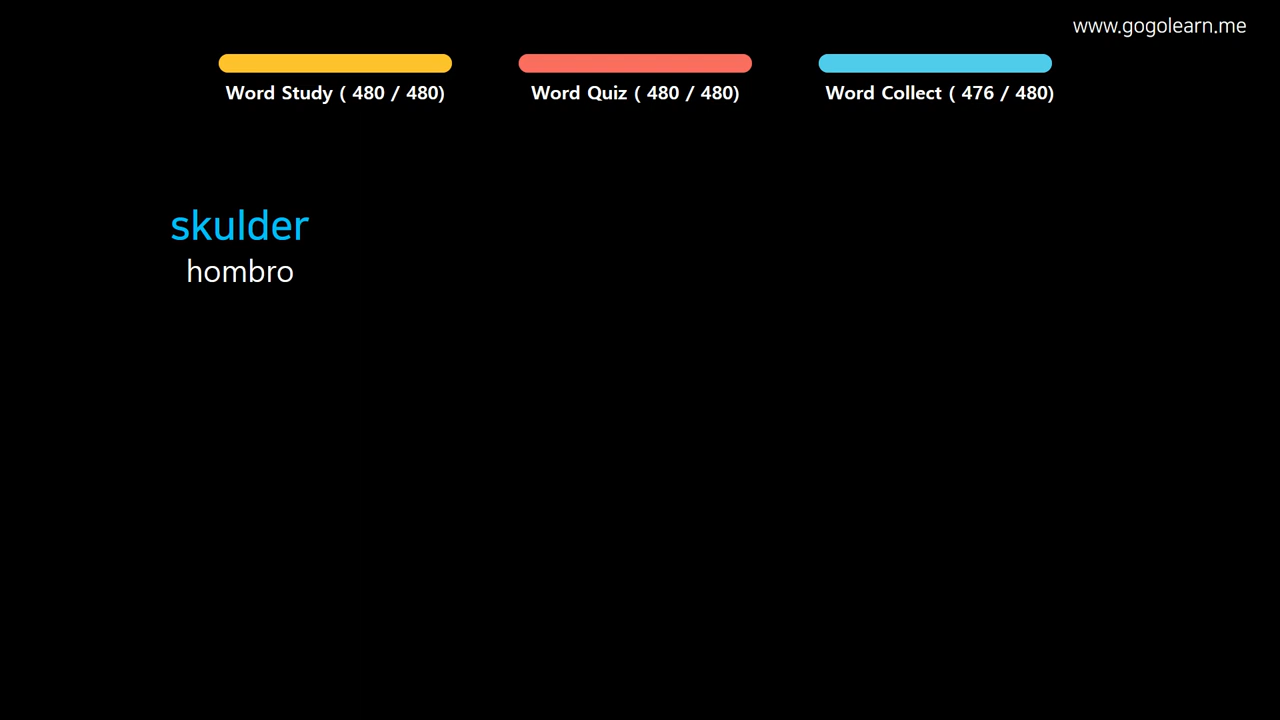 www.gogolearn.me
Word Study ( 480 / 480)
Word Quiz ( 480 / 480)
Word Collect ( 476 / 480)
skulder
hombro